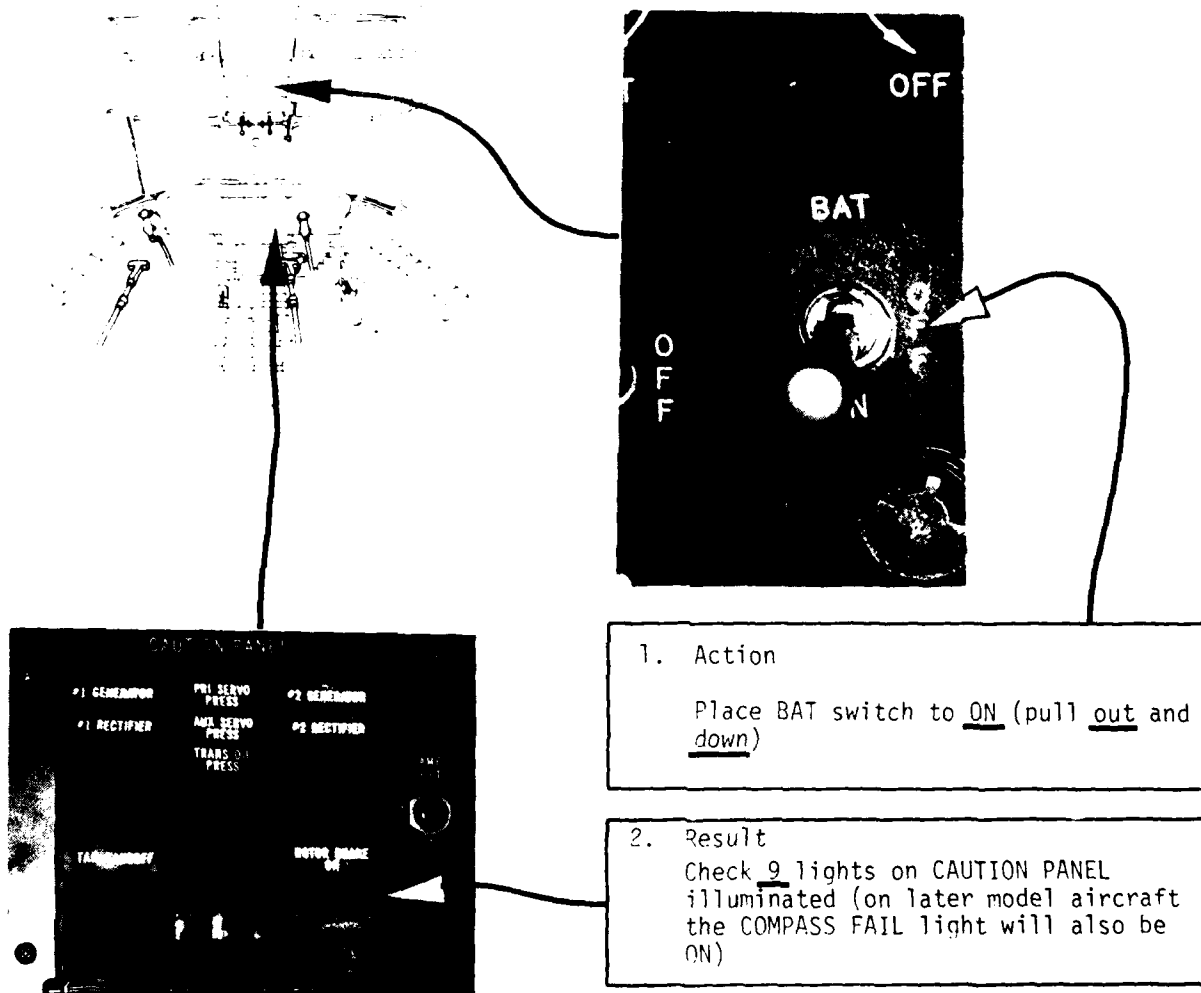 OFF
BAT
O
F
F
N
CAUTION PANEL
#1 GENERATOR
PRI SERVO
PRESS
#2 GENERATOR
#1 RECTIFIER
AUX SERVO
PRESS
#2 RECTIFIER
TRANS
PRESS
ROTOR BRAKE
ON
1. Action
Place BAT switch to ON (pull out and
down)
2. Result
Check 9 lights on CAUTION PANEL
illuminated (on later model aircraft
the COMPASS FAIL light will also be
ON)